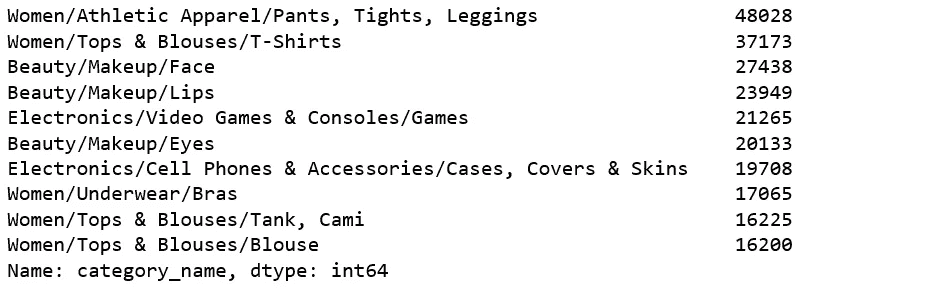 Women/Athletic Apparel/Pants, Tights, Leggings 48028
Women/Tops & Blouses/T-Shirts 37173
Beauty/Makeup/Face 27438
Beauty/Makeup/Lips 23949
Electronics/Video Games & Consoles/Games 21265
Beauty/Makeup/Eyes 20133
Electronics/Cell Phones & Accessories/Cases, Covers & Skins 19708
Women/Underwear/Bras 17065
Women/Tops & Blouses/Tank, Cami 16225
Women/Tops & Blouses/Blouse 16200
Name: category_name, dtype: int64